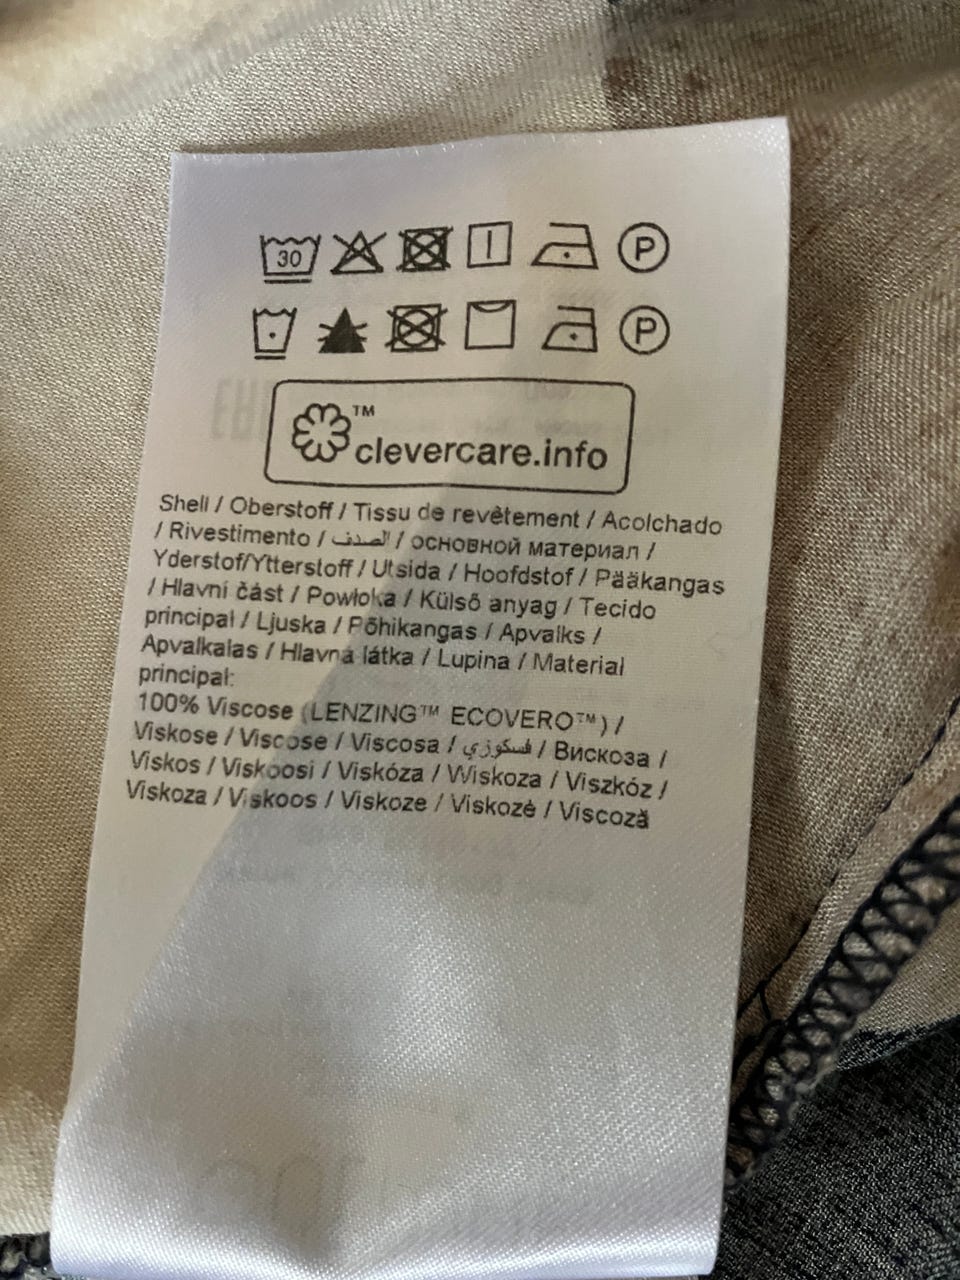 30 P
P
TM
clevercare.info
Shell / Oberstoff / Tissu de revêtement / Acolchado
/ Rivestimento / الصدف / основной материал /
Yderstof/Ytterstoff / Utsida / Hoofdstof / Pääkangas
/ Hlavní část / Powłoka / Külső anyag / Tecido
principal / Ljuska / Põhikangas / Apvalks /
Apvalkalas / Hlavná látka / Lupina / Material
principal:
100% Viscose (LENZING™ ECOVERO™) /
Viskose / Viscose / Viscosa / فسكوزي / Вискоза /
Viskos / Viskoosi / Viskóza / Wiskoza / Viszkóz /
Viskoza / Viskoos / Viskoze / Viskozė / Viscoză